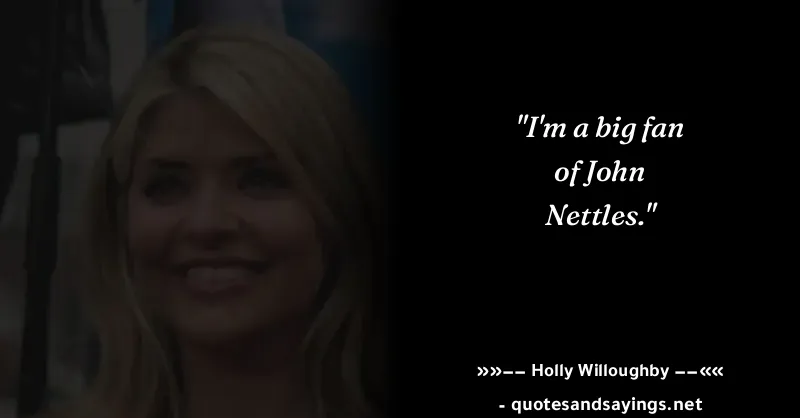 "I'm a big fan
of John
Nettles."
»»−− Holly Willoughby −−««
- quotesandsayings.net